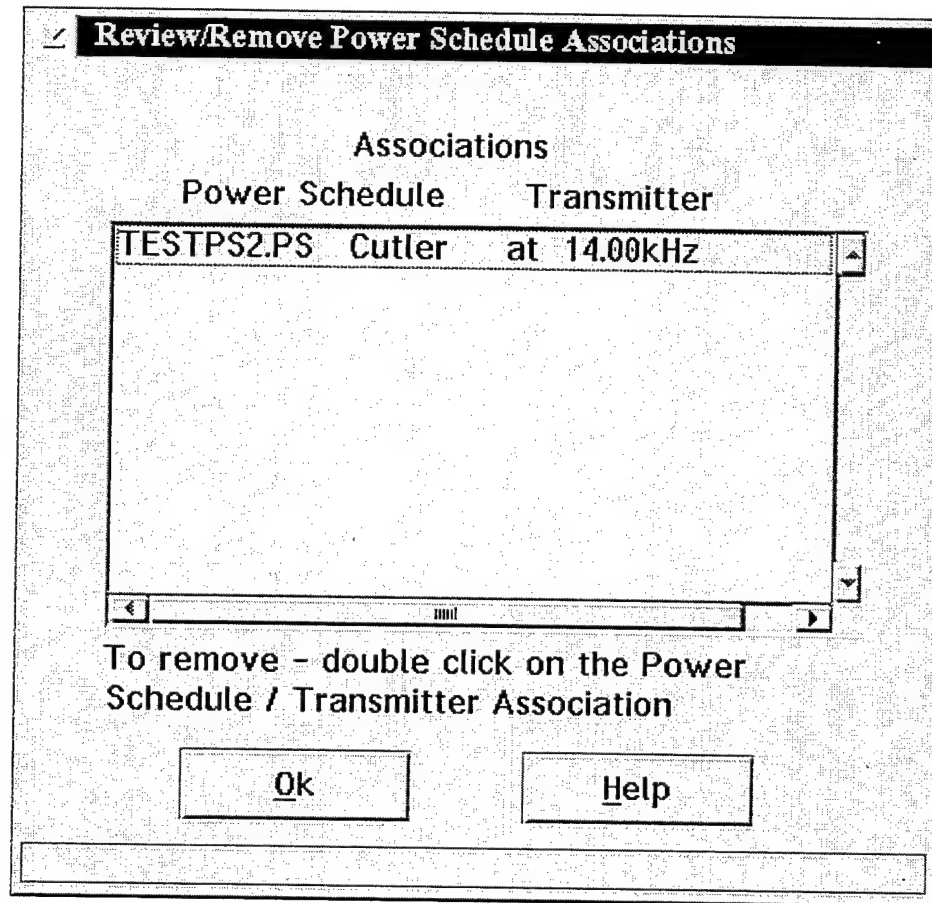 Review/Remove Power Schedule Associations
Associations
Power Schedule Transmitter
TESTPS2.PS Cutler at 14.00kHz
To remove - double click on the Power
Schedule / Transmitter Association
Ok Help